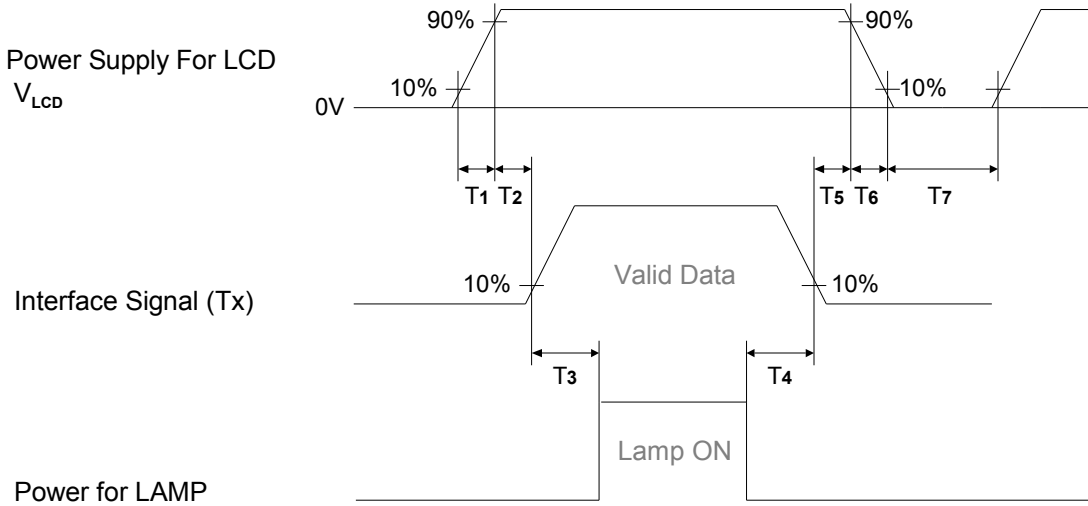 90%
90%
Power Supply For LCD
V_LCD
10%
10%
0V
T1 T2
T5 T6 T7
Valid Data
10%
10%
Interface Signal (Tx)
T3
T4
Lamp ON
Power for LAMP